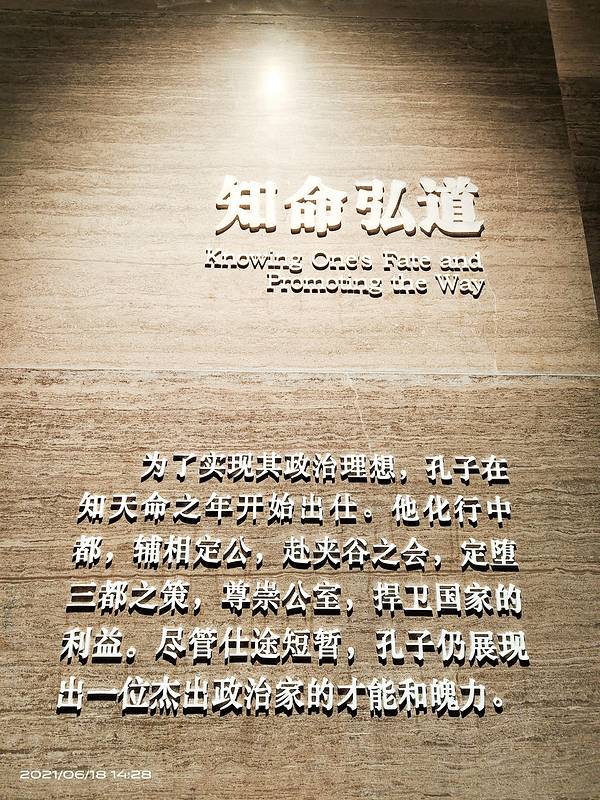 知命弘道
Knowing One's Fate and
Promoting the Way
为了实现其政治理想，孔子在
知天命之年开始出仕。他化行中
都，辅相定公，赴夹谷之会，定堕
三都之策，尊崇公室，捍卫国家的
利益。尽管仕途短暂，孔子仍展现
出一位杰出政治家的才能和魄力。
2021/06/18 14:28